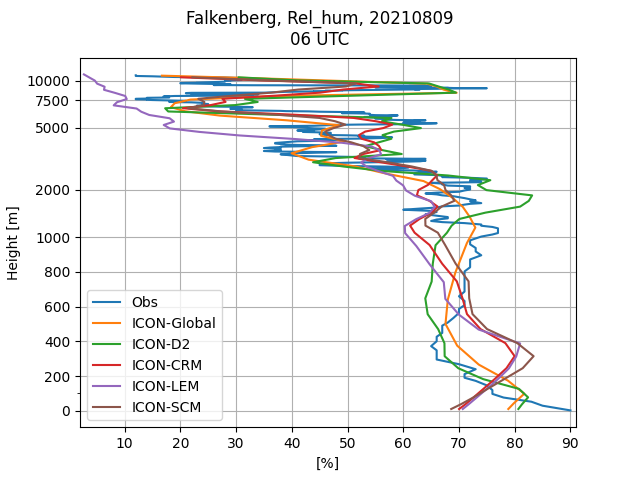 Falkenberg, Rel_hum, 20210809
06 UTC
Height [m]
10000
7500
5000
2000
1000
800
600
400
200
0
Obs
ICON-Global
ICON-D2
ICON-CRM
ICON-LEM
ICON-SCM
10 20 30 40 50 60 70 80 90
[%]